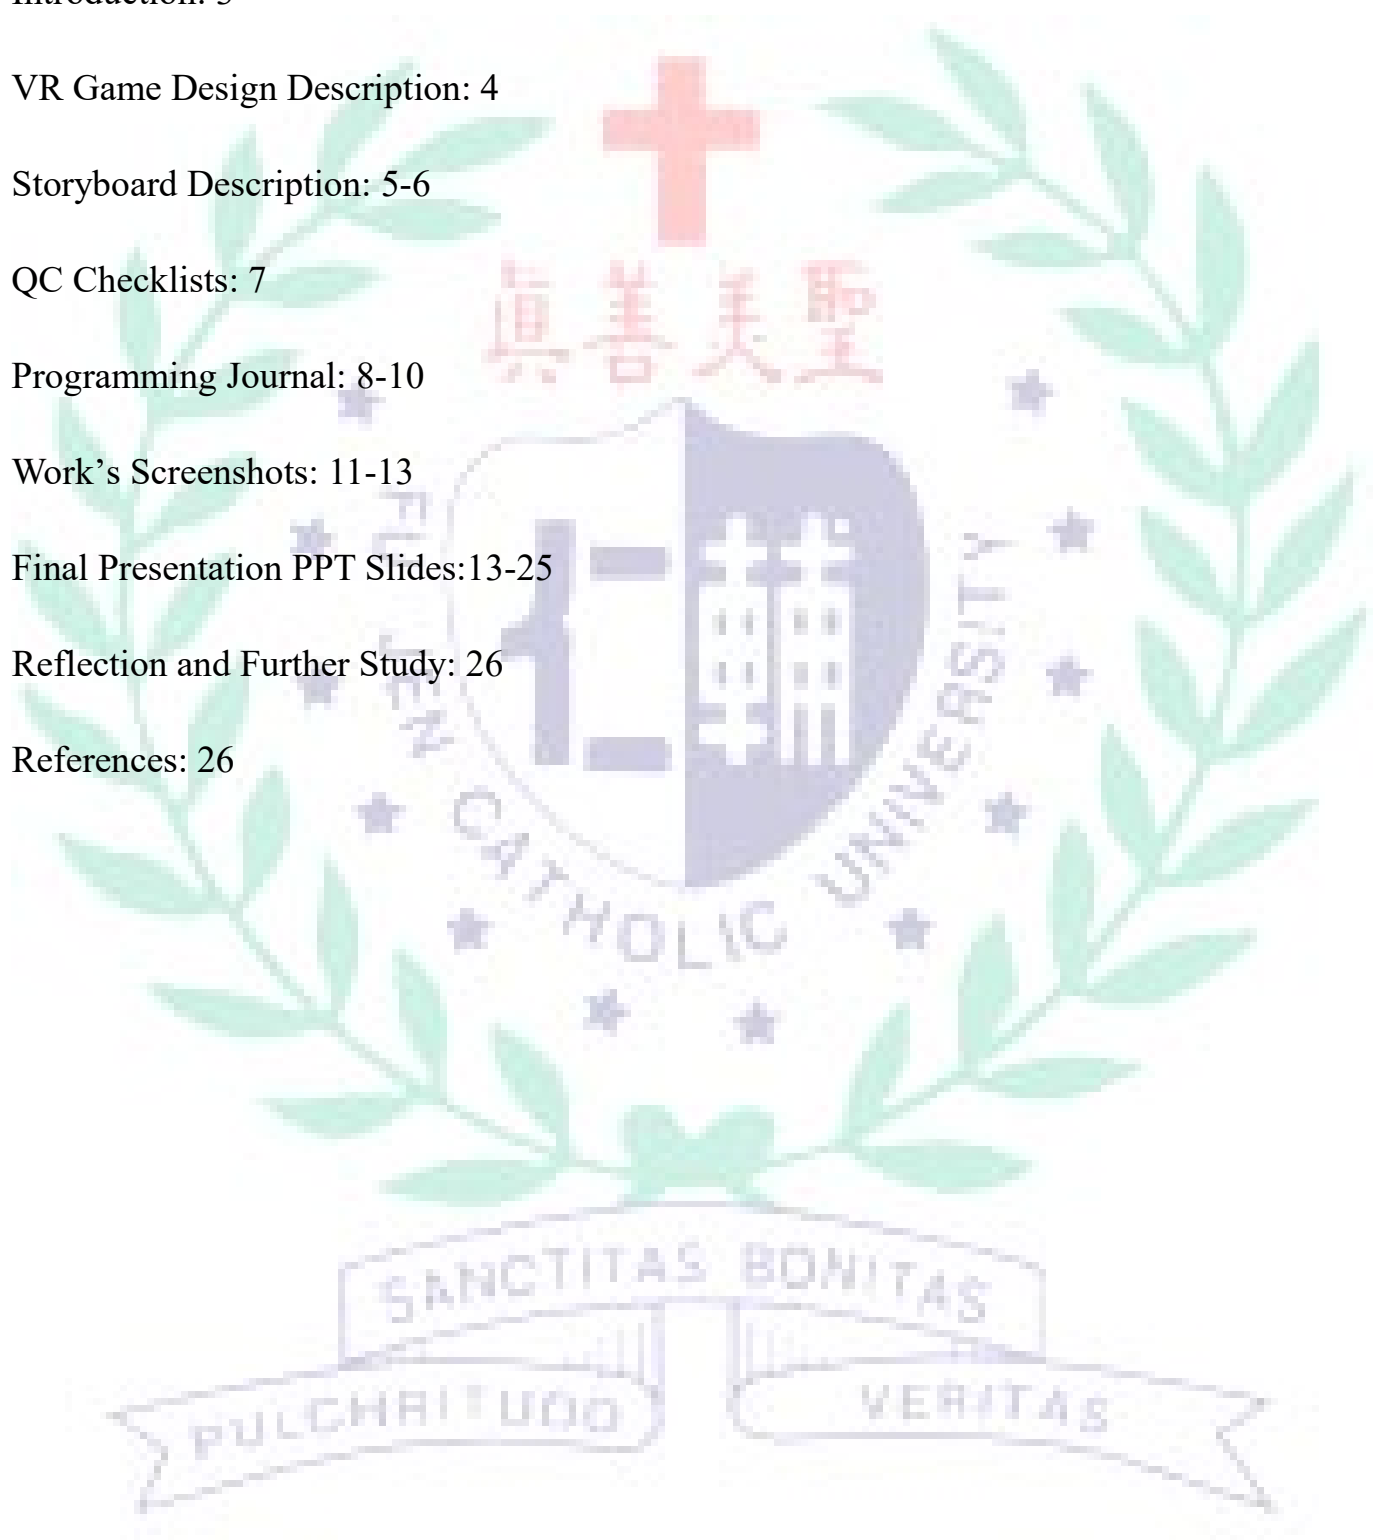 Introduction: 3
VR Game Design Description: 4
Storyboard Description: 5-6
QC Checklists: 7
Programming Journal: 8-10
Work’s Screenshots: 11-13
Final Presentation PPT Slides:13-25
Reflection and Further Study: 26
References: 26
真善美聖
FU JEN CATHOLIC UNIVERSITY
SANCTITAS BONITAS
PULCHRITUDO VERITAS